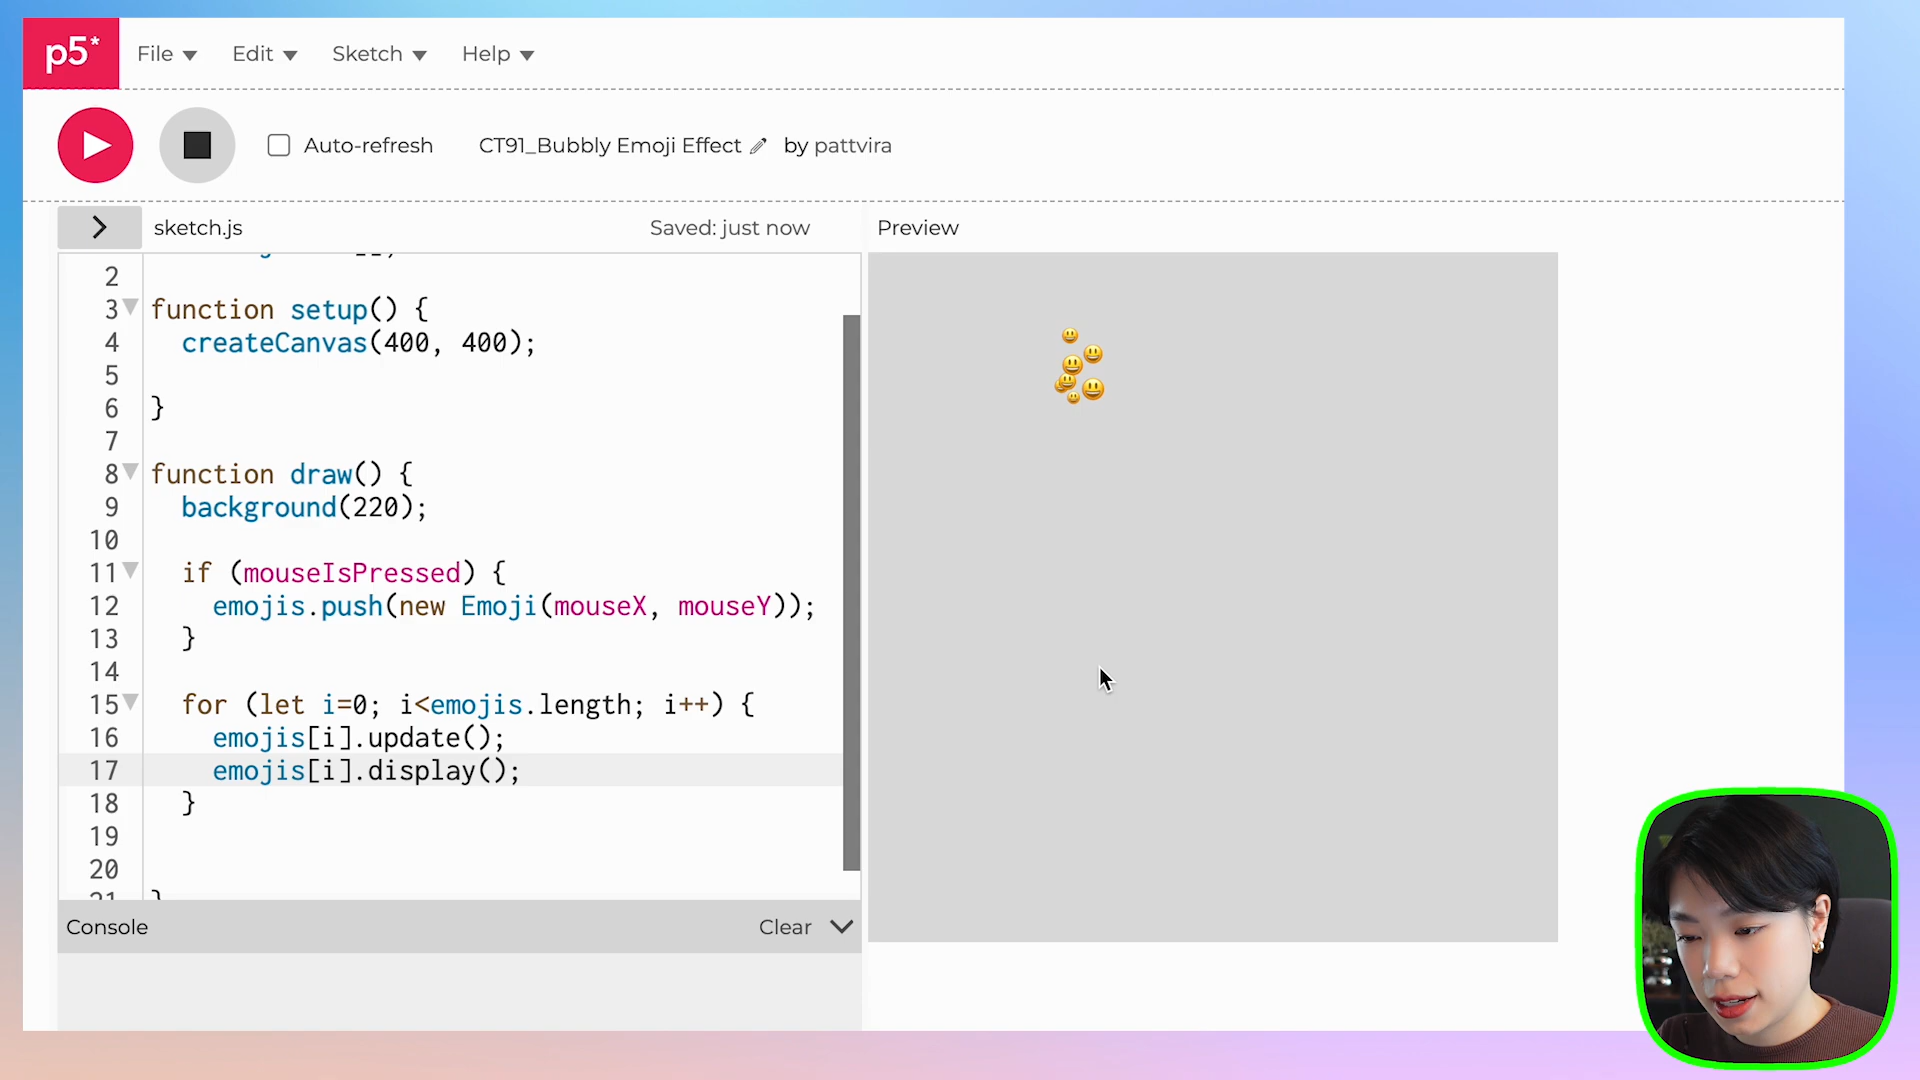 p5*
File Edit Sketch Help
Auto-refresh CT91_Bubbly Emoji Effect by pattvira
> sketch.js Saved: just now Preview
2
3 function setup() {
4 createCanvas(400, 400);
5
6 }
7
8 function draw() {
9 background(220);
10
11 if (mouseIsPressed) {
12 emojis.push(new Emoji(mouseX, mouseY));
13 }
14
15 for (let i=0; i<emojis.length; i++) {
16 emojis[i].update();
17 emojis[i].display();
18 }
19
20
Console Clear